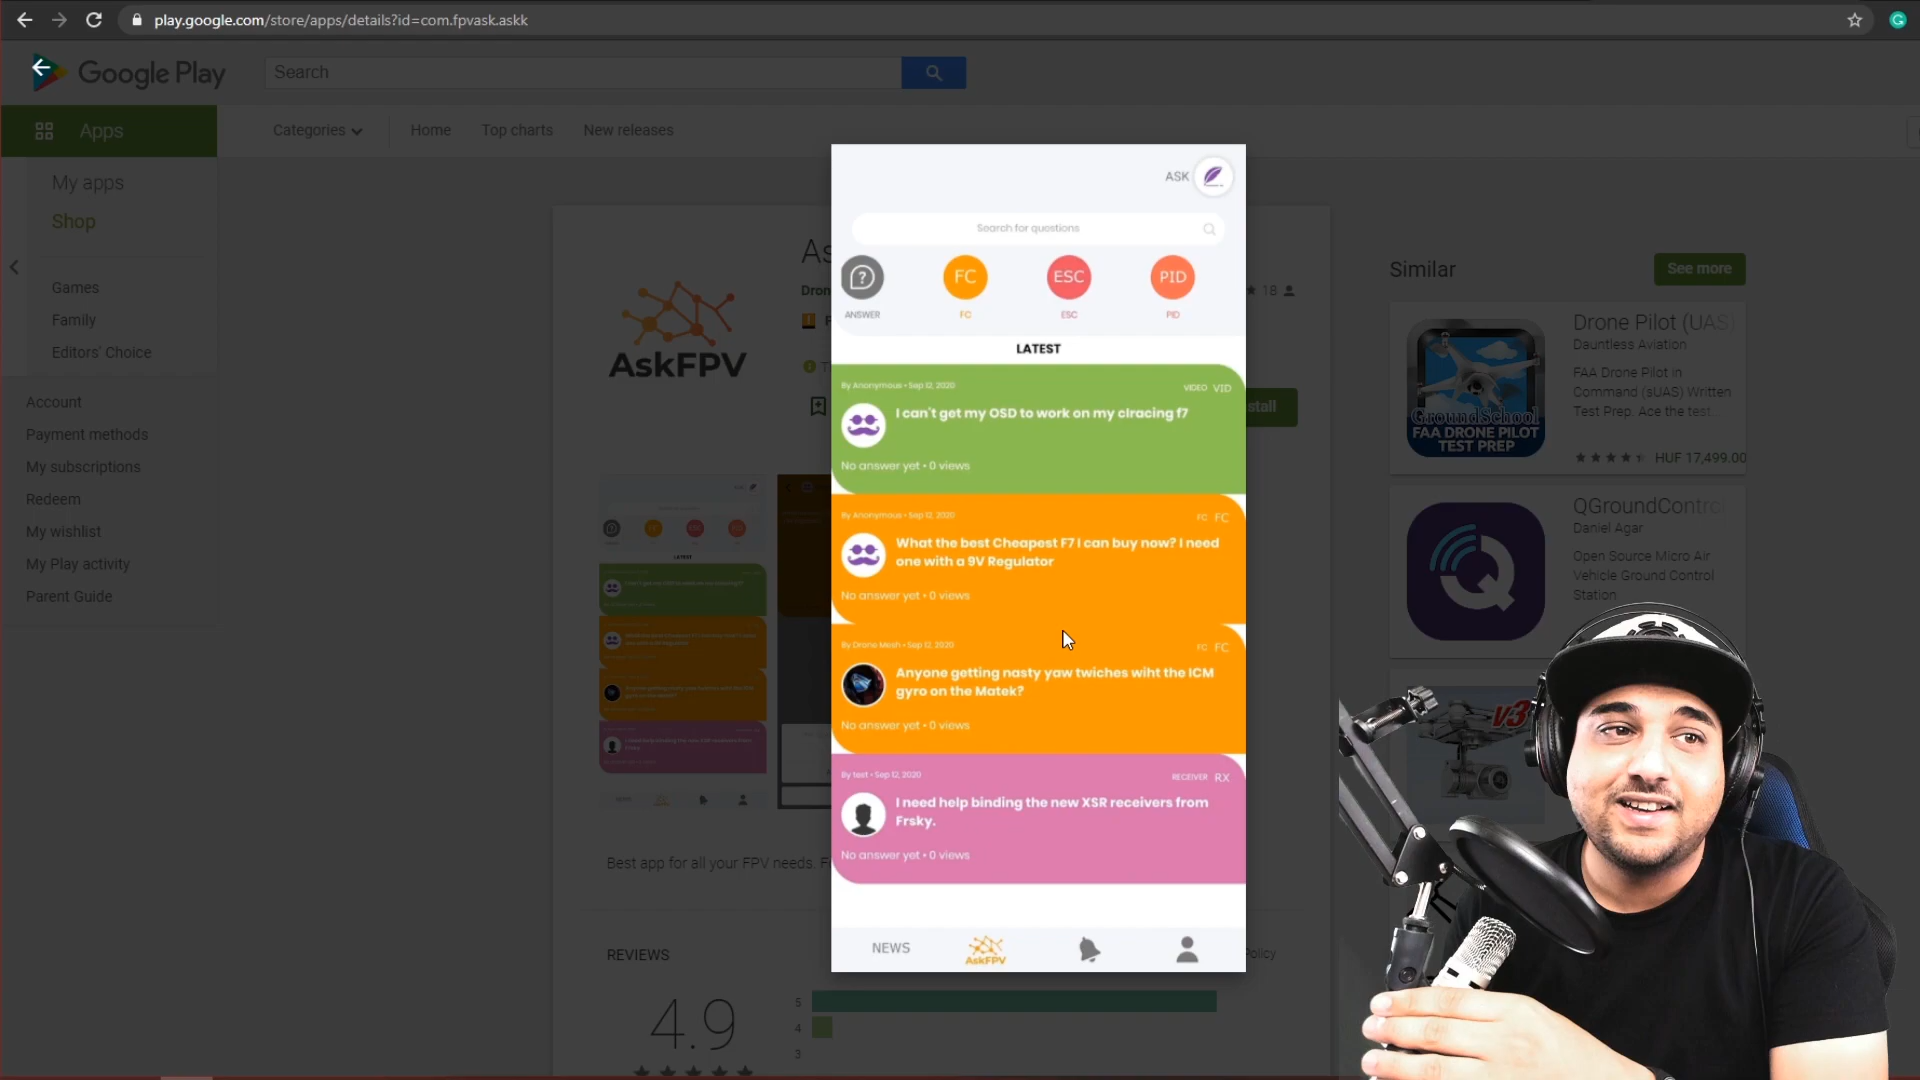 play.google.com/store/apps/details?id=com.fpvask.askk
Google Play
Search
Apps
Categories
Home
Top charts
New releases
My apps
Shop
Games
Family
Editors' Choice
Account
Payment methods
My subscriptions
Redeem
My wishlist
My Play activity
Parent Guide
AskFPV
As
Dron
18
stall
LATEST
Best app for all your FPV needs. F
REVIEWS
Policy
4.9
5
4
3
ASK
Search for questions
FC
ESC
PID
ANSWER
FC
ESC
PID
LATEST
By Anonymous • Sep 12, 2020
VIDEO VID
I can't get my OSD to work on my clracing f7
No answer yet • 0 views
By Anonymous • Sep 12, 2020
FC FC
What the best Cheapest F7 I can buy now? I need
one with a 9V Regulator
No answer yet • 0 views
By Drone Mesh • Sep 12, 2020
FC FC
Anyone getting nasty yaw twiches wiht the ICM
gyro on the Matek?
No answer yet • 0 views
By test • Sep 12, 2020
RECEIVER RX
I need help binding the new XSR receivers from
Frsky.
No answer yet • 0 views
NEWS
AskFPV
Similar
See more
Drone Pilot (UAS)
Dauntless Aviation
FAA Drone Pilot in
Command (sUAS) Written
Test Prep. Ace the test...
GroundSchool
FAA DRONE PILOT
TEST PREP
HUF 17,499.00
QGroundControl
Daniel Agar
Open Source Micro Air
Vehicle Ground Control
Station
v3